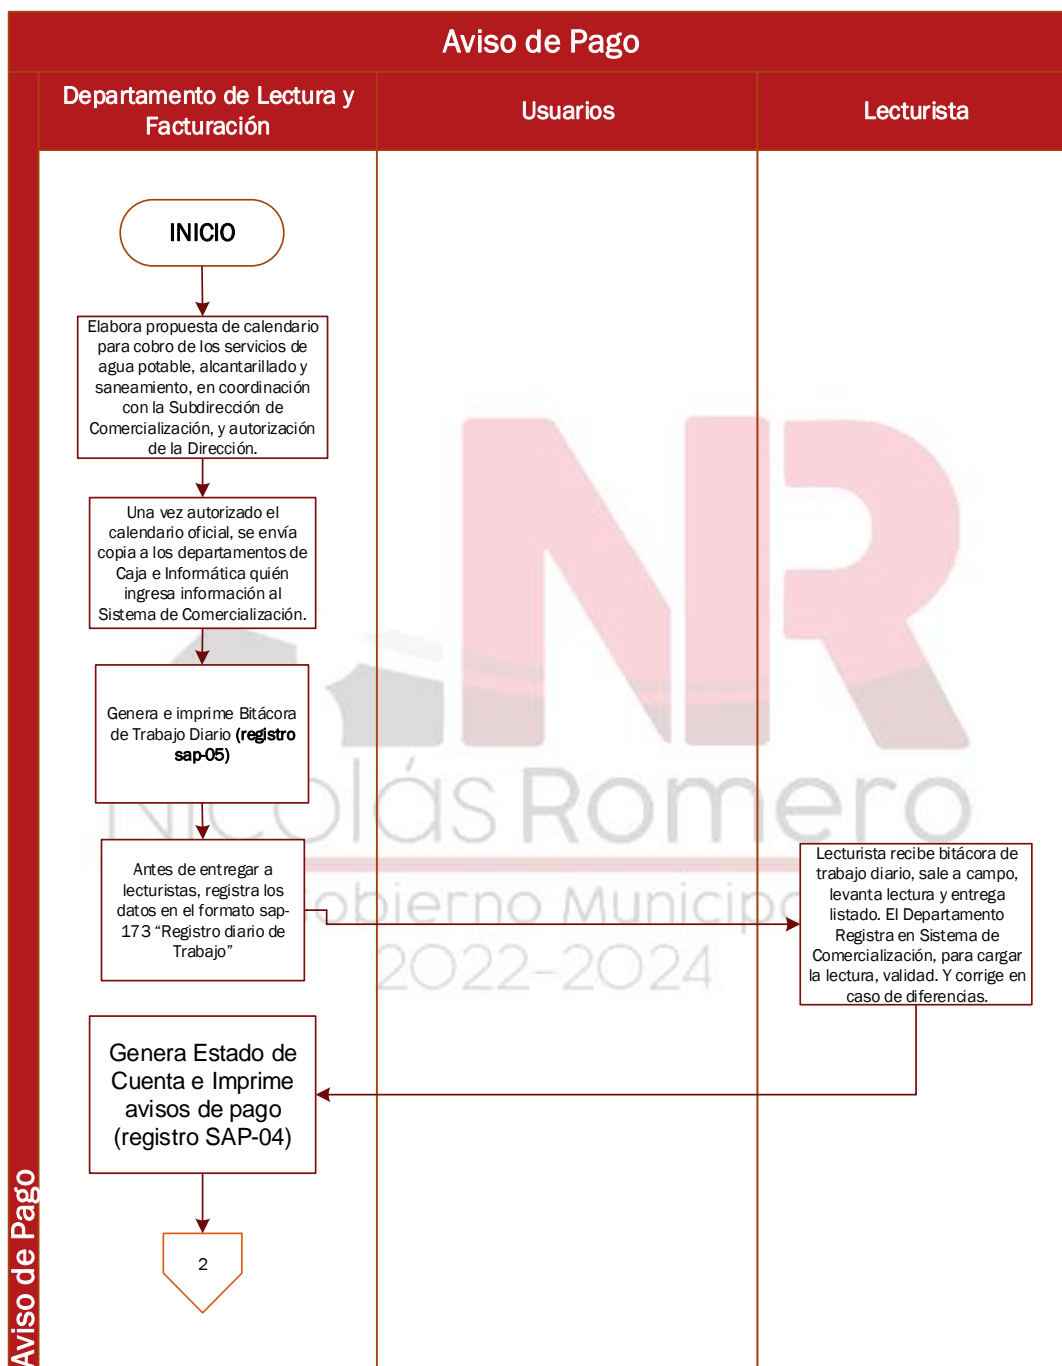 Aviso de Pago
Departamento de Lectura y
Facturación
Usuarios
Lecturista
INICIO
Elabora propuesta de calendario
para cobro de los servicios de
agua potable, alcantarillado y
saneamiento, en coordinación
con la Subdirección de
Comercialización, y autorización
de la Dirección.
Una vez autorizado el
calendario oficial, se envía
copia a los departamentos de
Caja e Informática quién
ingresa información al
Sistema de Comercialización.
Genera e imprime Bitácora
de Trabajo Diario (registro
sap-05)
Antes de entregar a
lecturistas, registra los
datos en el formato sap-
173 “Registro diario de
Trabajo”
Lecturista recibe bitácora de
trabajo diario, sale a campo,
levanta lectura y entrega
listado. El Departamento
Registra en Sistema de
Comercialización, para cargar
la lectura, validad. Y corrige en
caso de diferencias.
Genera Estado de
Cuenta e Imprime
avisos de pago
(registro SAP-04)
2
Aviso de Pago
NR
Nicolás Romero
Gobierno Municipal
2022-2024